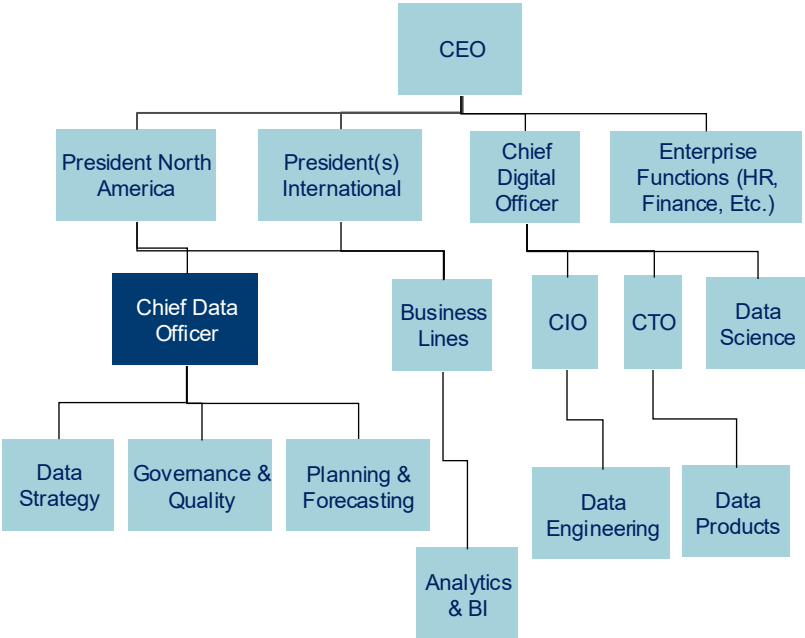 CEO
President North
America
President(s)
International
Chief
Digital
Officer
Enterprise
Functions (HR,
Finance, Etc.)
Chief Data
Officer
Business
Lines
CIO
CTO
Data
Science
Data
Strategy
Governance &
Quality
Planning &
Forecasting
Data
Engineering
Data
Products
Analytics
& BI